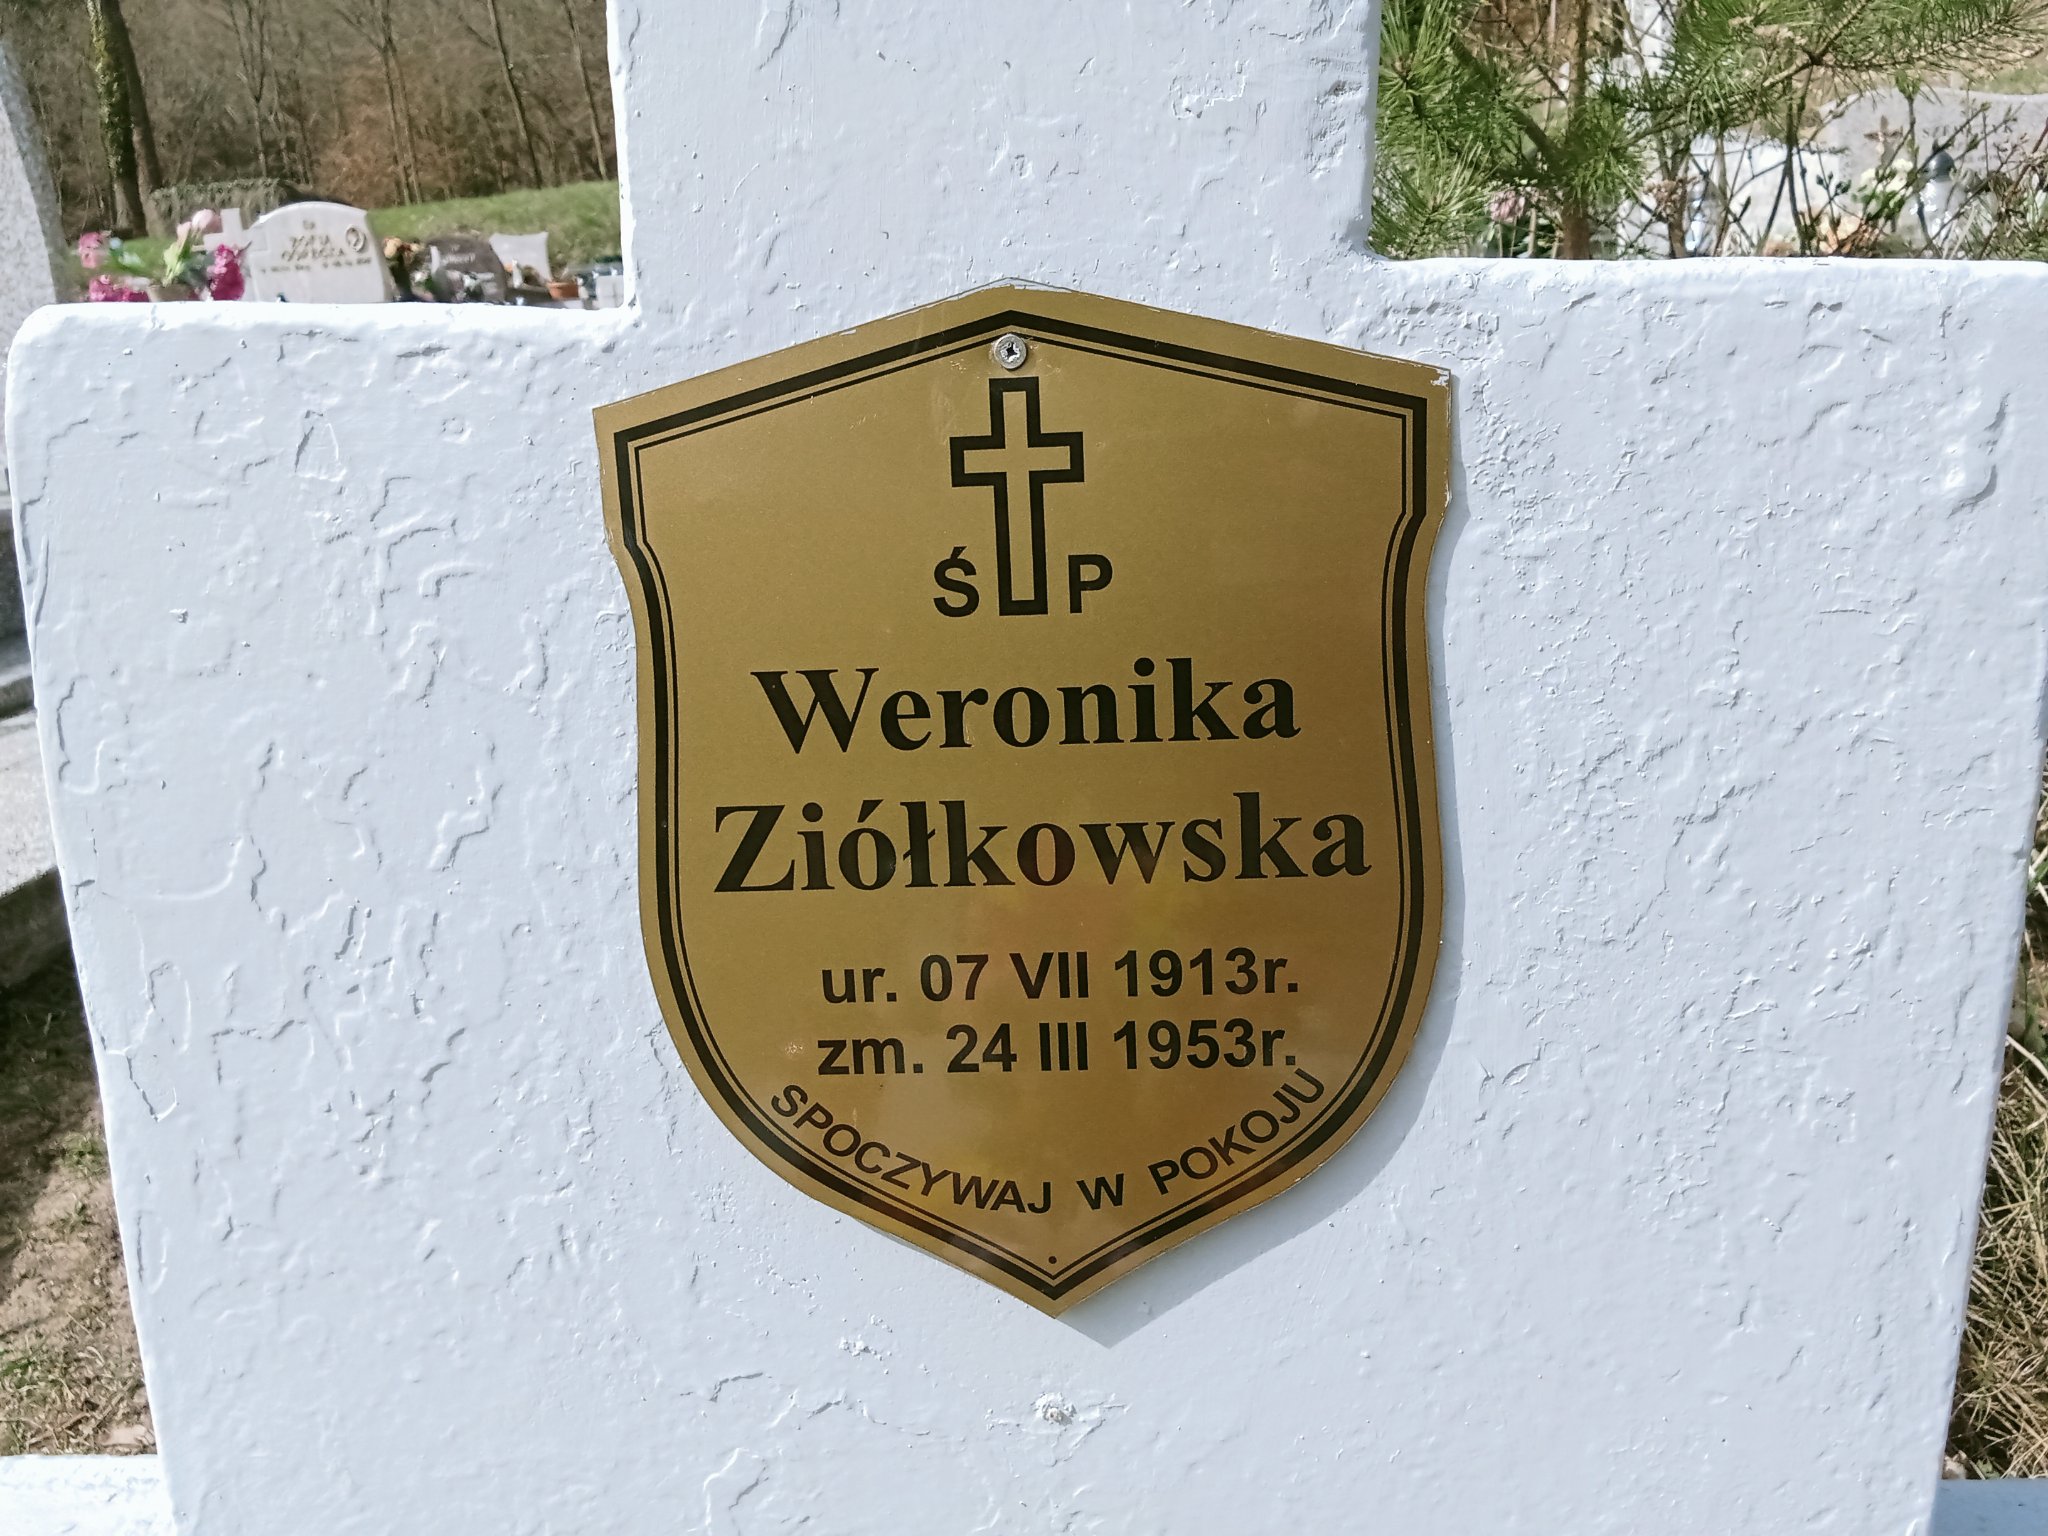 Ś P
Weronika
Ziółkowska
ur. 07 VII 1913r.
zm. 24 III 1953r.
SPOCZYWAJ W POKOJU